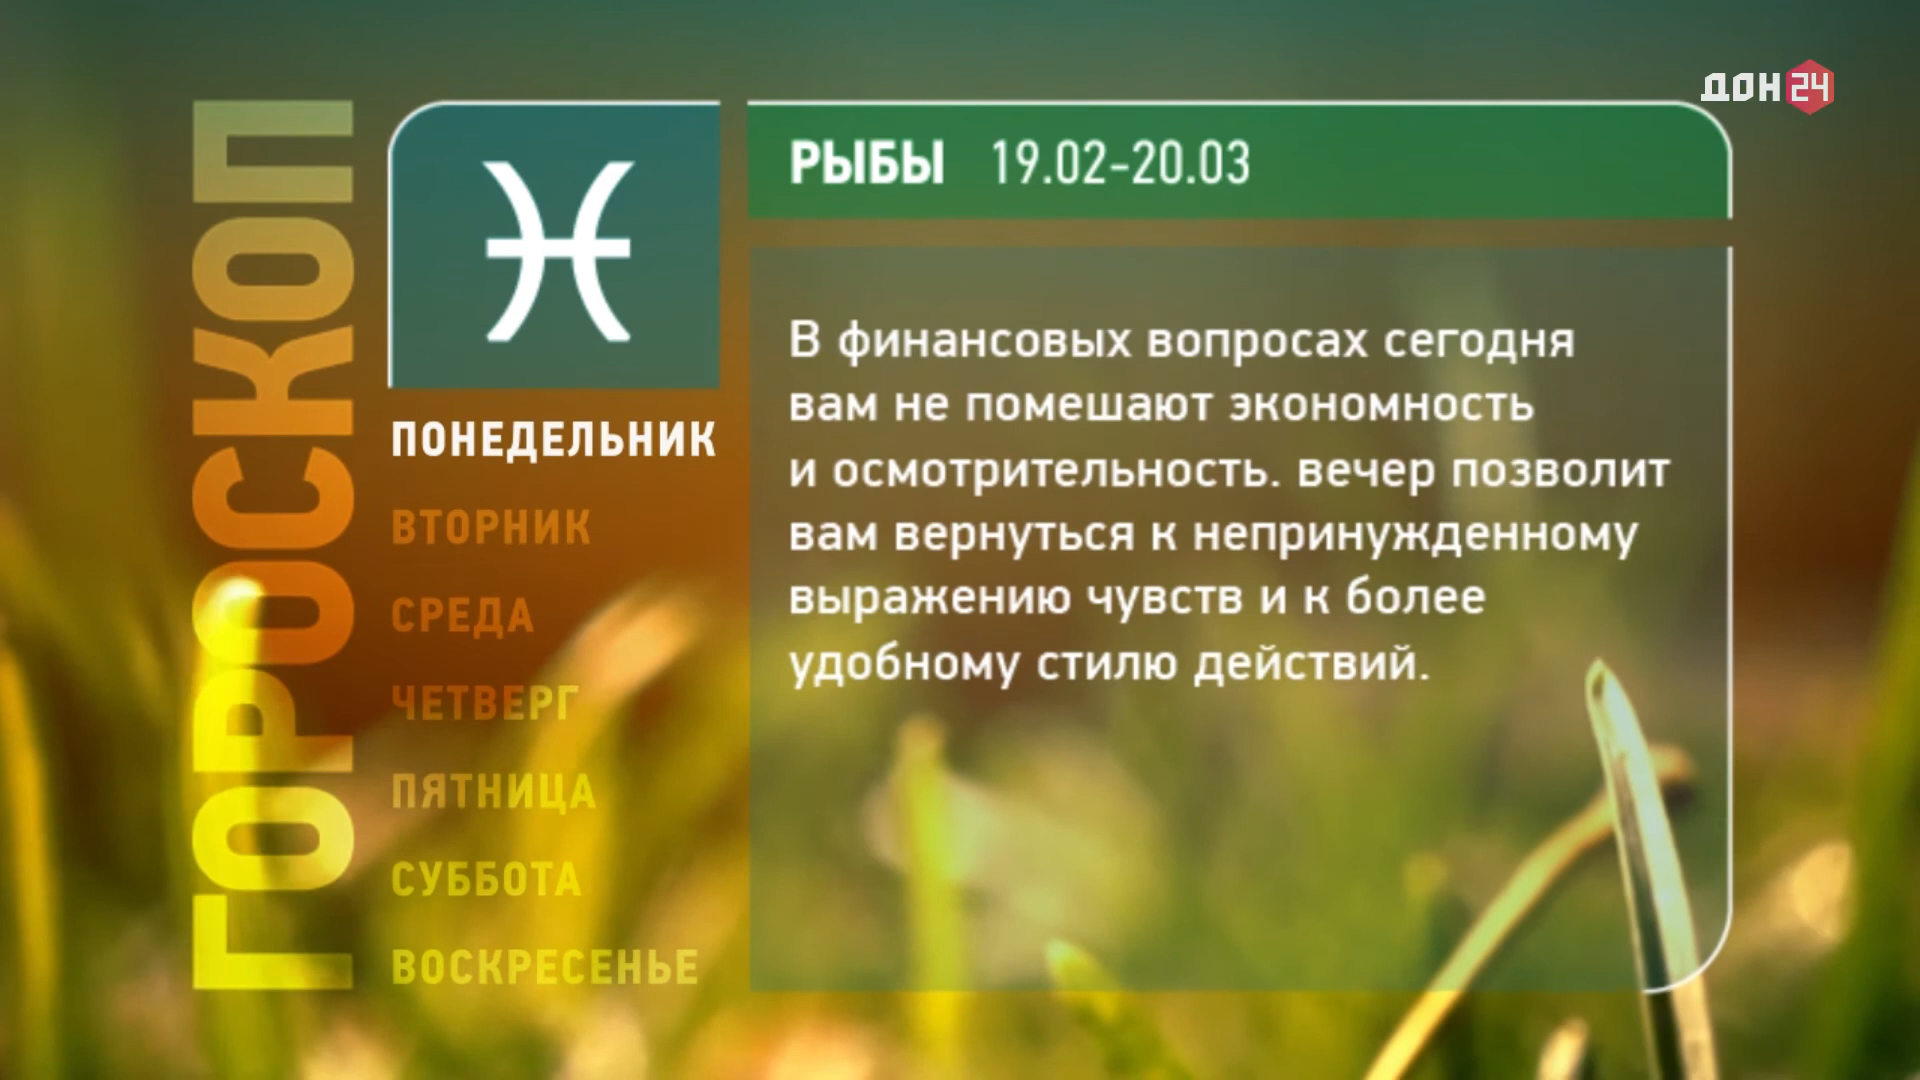 ДОН 24
ГОРОСКОП
РЫБЫ 19.02-20.03
ПОНЕДЕЛЬНИК
ВТОРНИК
СРЕДА
ЧЕТВЕРГ
ПЯТНИЦА
СУББОТА
ВОСКРЕСЕНЬЕ
В финансовых вопросах сегодня
вам не помешают экономность
и осмотрительность. вечер позволит
вам вернуться к непринужденному
выражению чувств и к более
удобному стилю действий.